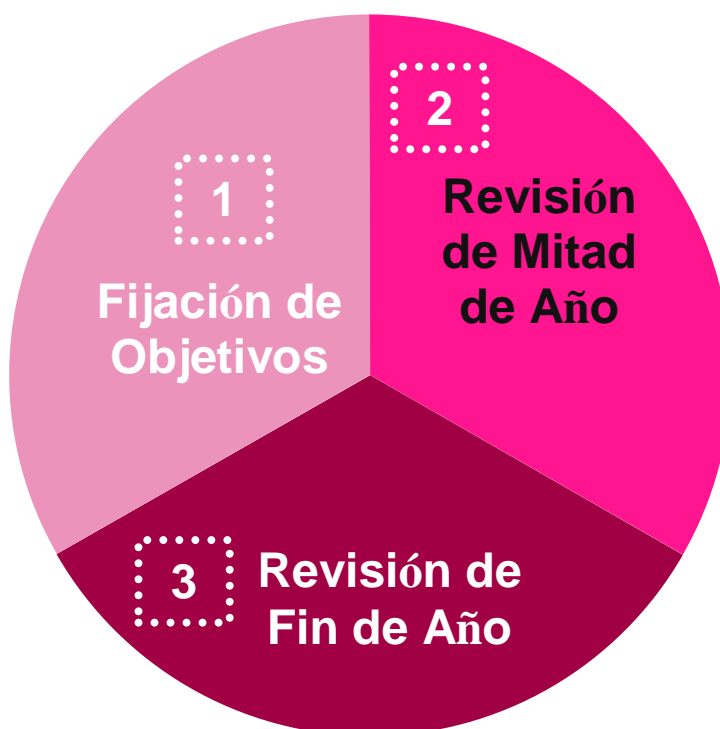 1
Fijación de
Objetivos
2
Revisión
de Mitad
de Año
3
Revisión de
Fin de Año